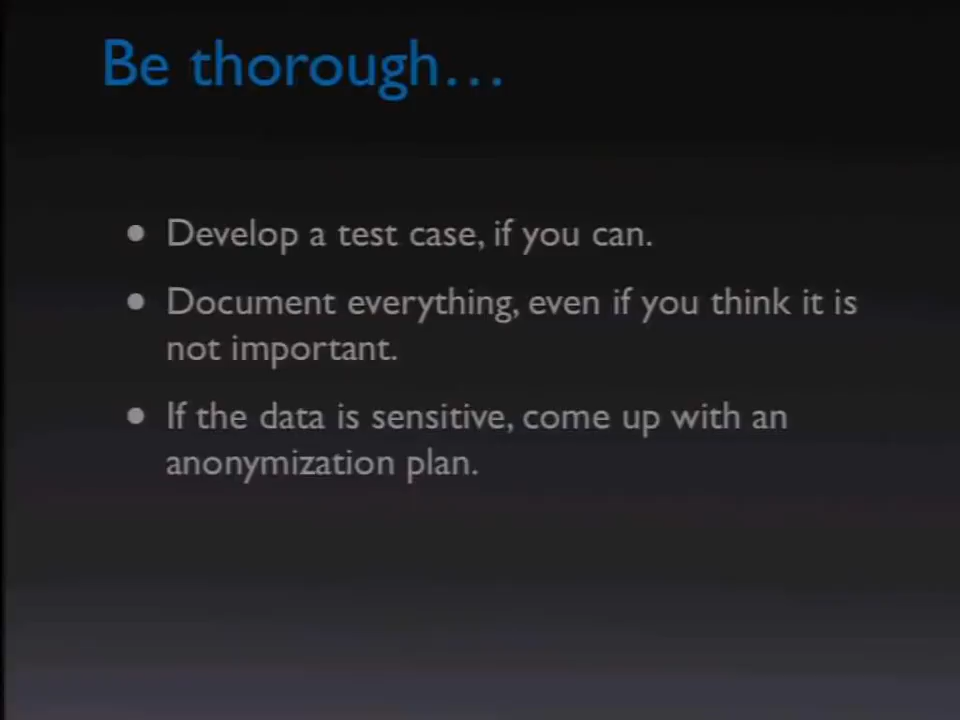 Be thorough…
• Develop a test case, if you can.
• Document everything, even if you think it is
not important.
• If the data is sensitive, come up with an
anonymization plan.